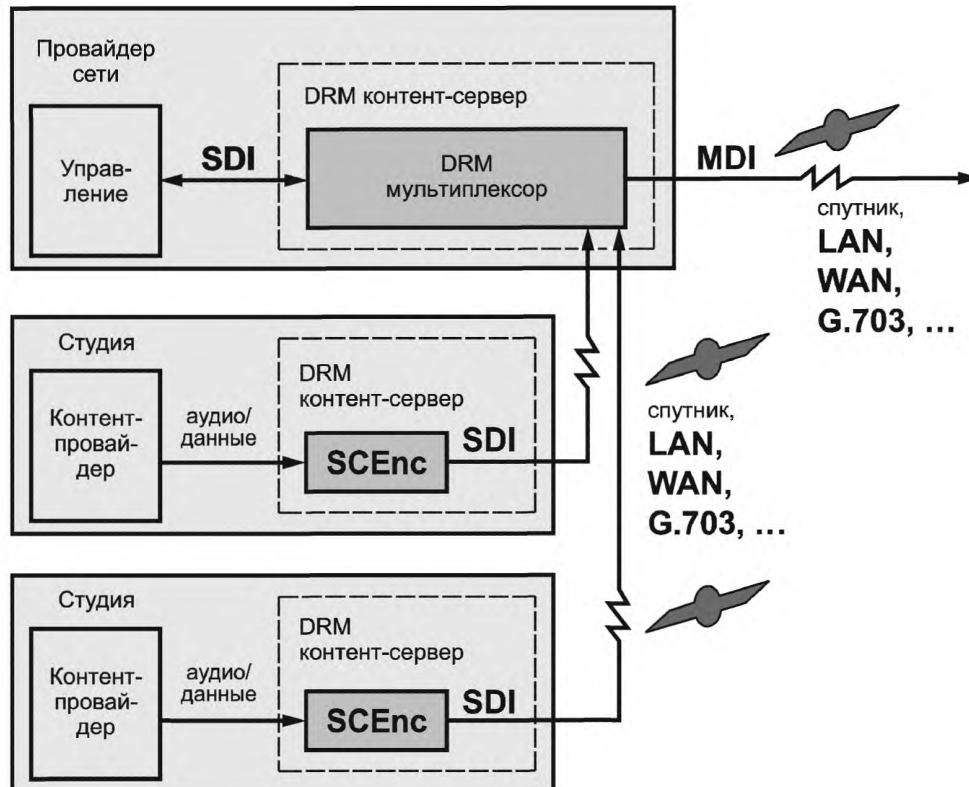 Провайдер
сети
DRM контент-сервер
Управ-
ление
SDI
DRM
мультиплексор
MDI
спутник,
LAN,
WAN,
G.703, ...
Студия
Контент-
провай-
дер
аудио/
данные
DRM
контент-сервер
SCEnc
SDI
спутник,
LAN,
WAN,
G.703, ...
Студия
Контент-
провай-
дер
аудио/
данные
DRM
контент-сервер
SCEnc
SDI